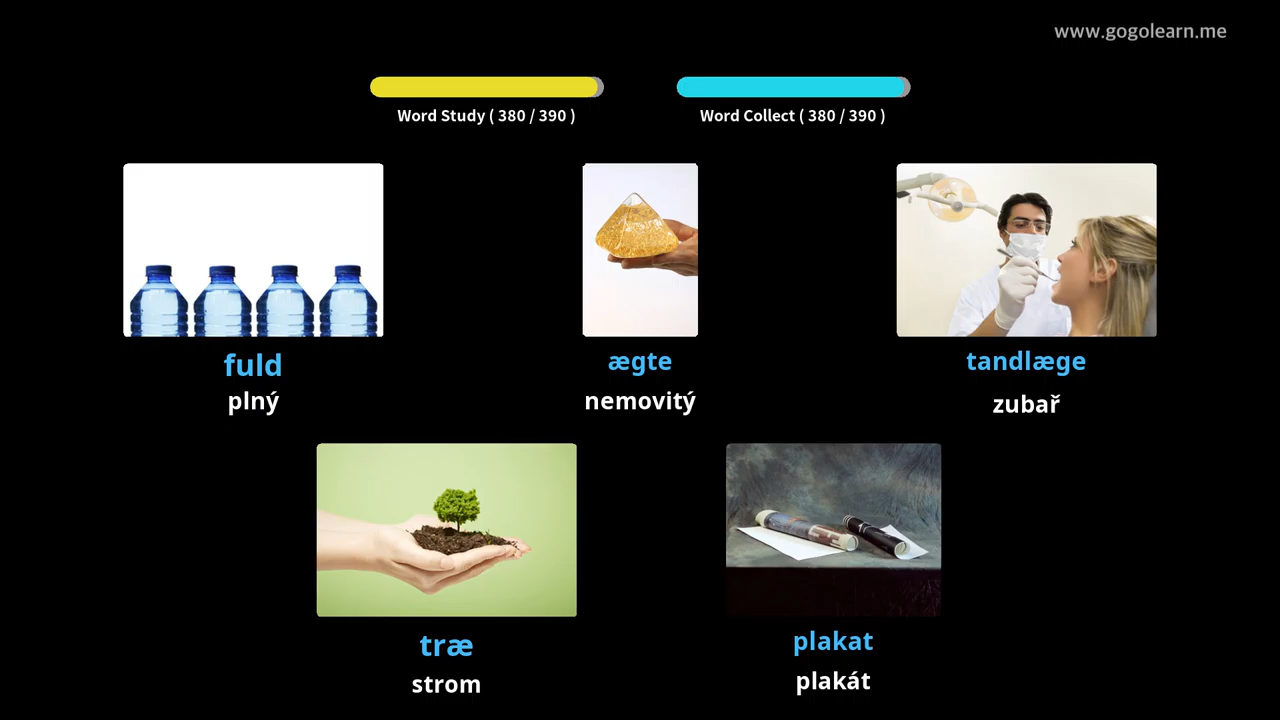 www.gogolearn.me
Word Study ( 380 / 390 )
Word Collect ( 380 / 390 )
fuld
plný
ægte
nemovitý
tandlæge
zubař
træ
strom
plakat
plakát